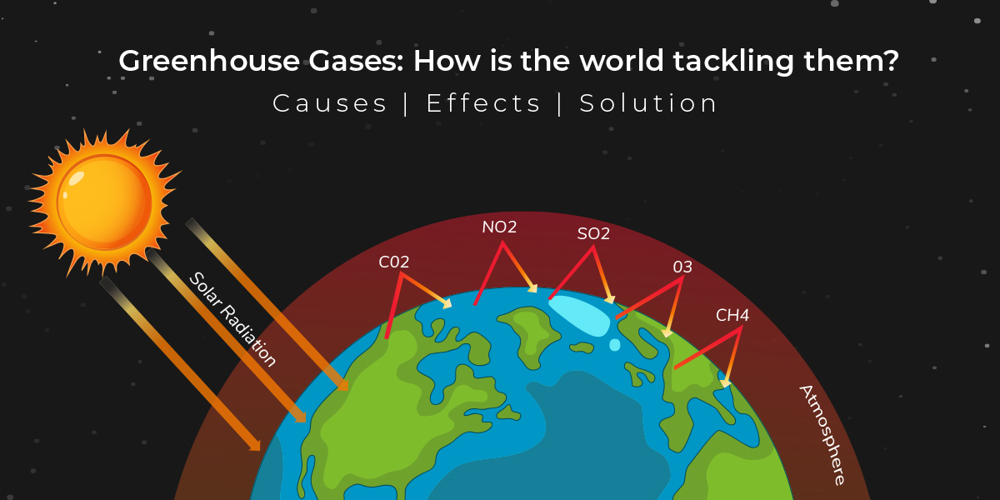 Greenhouse Gases: How is the world tackling them?
Causes | Effects | Solution
NO2
SO2
C02
03
CH4
Solar Radiation
Atmosphere